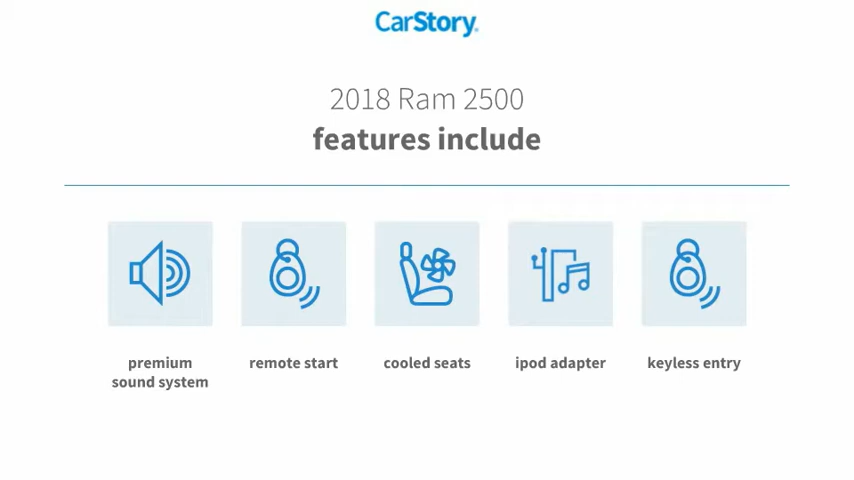 CarStory
2018 Ram 2500
features include
premium
sound system
remote start
cooled seats
ipod adapter
keyless entry